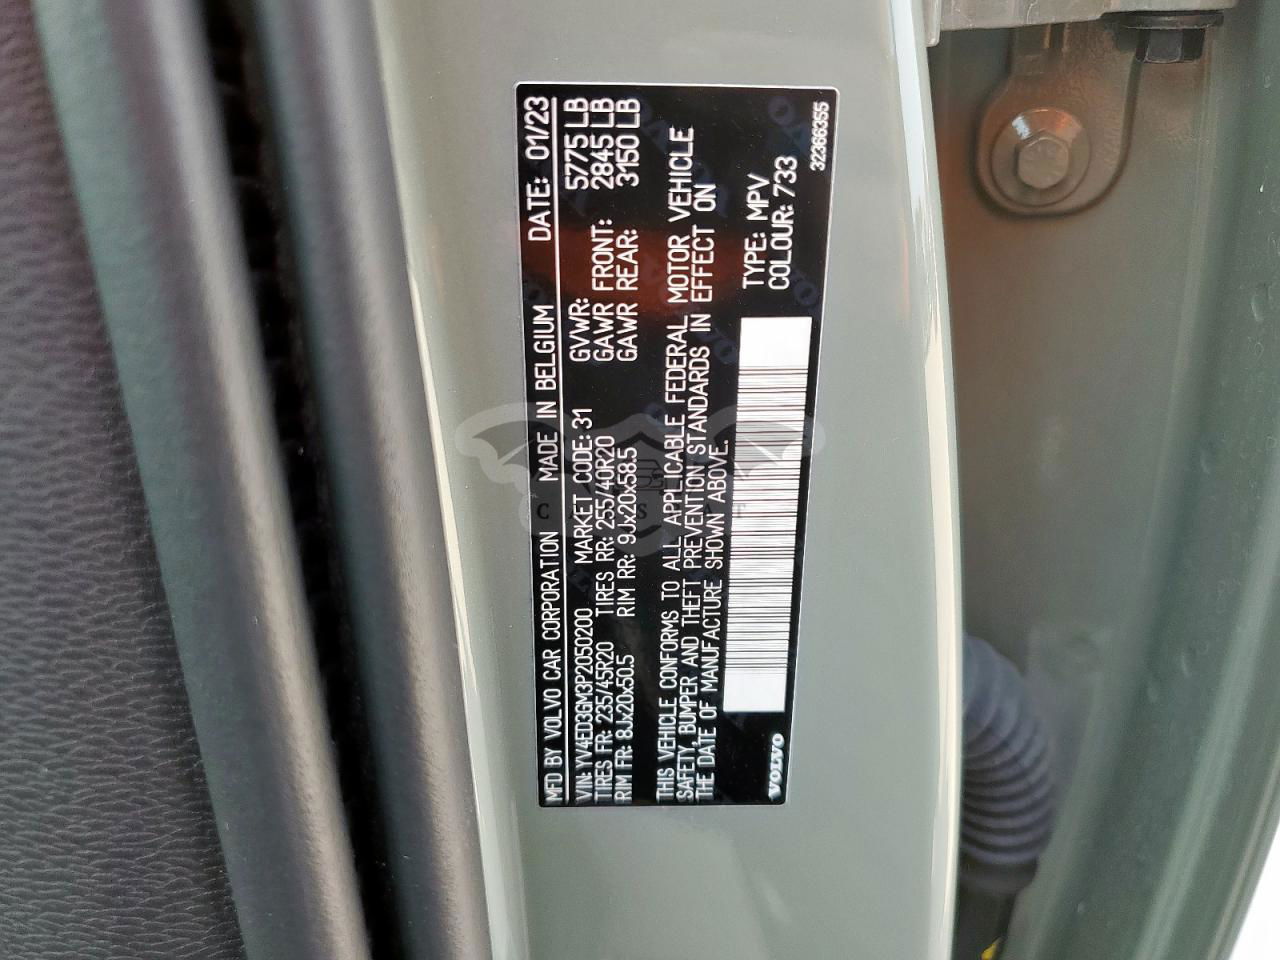 MFD BY VOLVO CAR CORPORATION MADE IN BELGIUM DATE: 01/23
VIN: YV4ED3GM3P2050200 MARKET CODE: 31 GVWR: 5775 LB
TIRES FR: 235/45R20 TIRES RR: 255/40R20 GAWR FRONT: 2845 LB
RIM FR: 8Jx20x50.5 RIM RR: 9Jx20x58.5 GAWR REAR: 3150 LB
THIS VEHICLE CONFORMS TO ALL APPLICABLE FEDERAL MOTOR VEHICLE
SAFETY, BUMPER AND THEFT PREVENTION STANDARDS IN EFFECT ON
THE DATE OF MANUFACTURE SHOWN ABOVE.
TYPE: MPV
COLOUR: 733
VOLVO
32366355